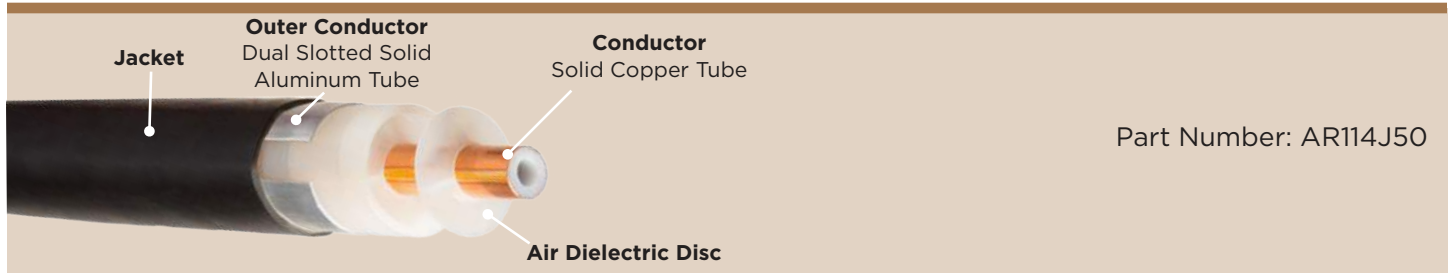 Jacket
Outer Conductor
Dual Slotted Solid
Aluminum Tube
Conductor
Solid Copper Tube
Part Number: AR114J50
Air Dielectric Disc